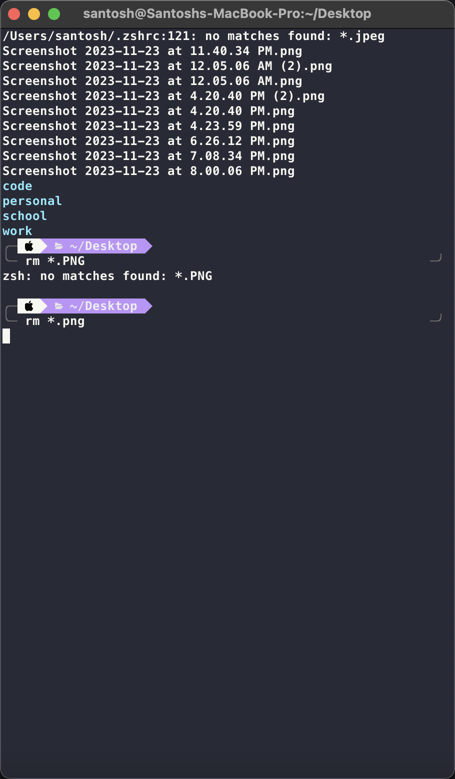 santosh@Santoshs-MacBook-Pro:~/Desktop
/Users/santosh/.zshrc:121: no matches found: *.jpeg
Screenshot 2023-11-23 at 11.40.34 PM.png
Screenshot 2023-11-23 at 12.05.06 AM (2).png
Screenshot 2023-11-23 at 12.05.06 AM.png
Screenshot 2023-11-23 at 4.20.40 PM (2).png
Screenshot 2023-11-23 at 4.20.40 PM.png
Screenshot 2023-11-23 at 4.23.59 PM.png
Screenshot 2023-11-23 at 6.26.12 PM.png
Screenshot 2023-11-23 at 7.08.34 PM.png
Screenshot 2023-11-23 at 8.00.06 PM.png
code
personal
school
work
~/Desktop
rm *.PNG
zsh: no matches found: *.PNG
~/Desktop
rm *.png